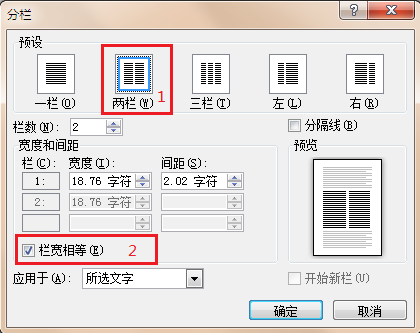 分栏
预设
1
一栏(O) 两栏(W) 三栏(T) 左(L) 右(R)
栏数(N): 2 分隔线(B)
宽度和间距 预览
栏(C): 宽度(I): 间距(S):
1: 18.76 字符 2.02 字符
2: 18.76 字符
栏宽相等(E) 2
应用于(A): 所选文字 开始新栏(U)
确定 取消